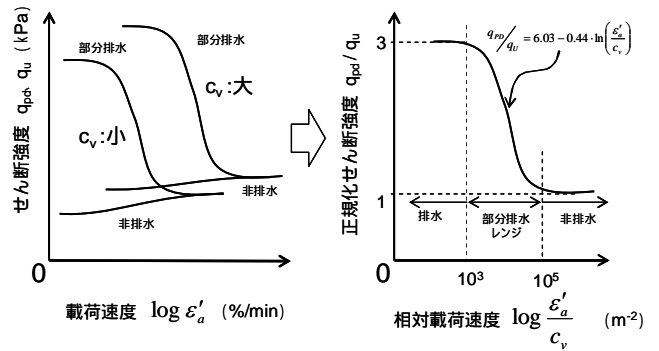 せん断強度 q_pd, q_u (kPa)
部分排水
部分排水
c_v:大
c_v:小
非排水
非排水
0
載荷速度 log ε'_a (%/min)
正規化せん断強度 q_pd / q_u
3
1
0
q_PD / q_U = 6.03 − 0.44 · ln(ε'_a / c_v)
排水
部分排水
レンジ
非排水
10³
10⁵
相対載荷速度 log ε'_a / c_v (m⁻²)